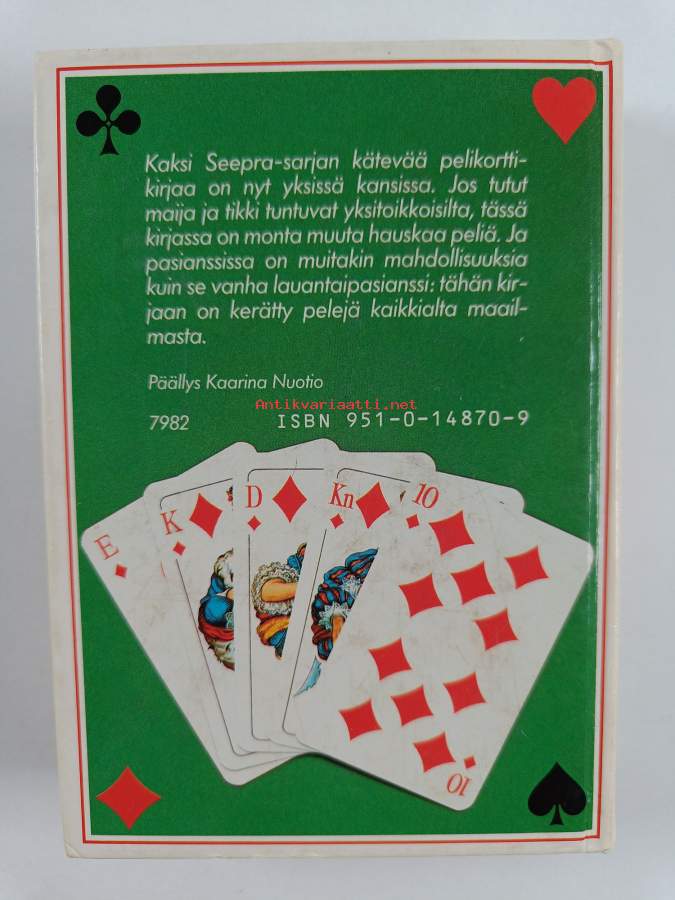 Kaksi Seepra-sarjan kätevää pelikortti-
kirjaa on nyt yksissä kansissa. Jos tutut
maija ja tikki tuntuvat yksitoikkoisilta, tässä
kirjassa on monta muuta hauskaa peliä. Ja
pasianssissa on muitakin mahdollisuuksia
kuin se vanha lauantaipasianssi: tähän kir-
jaan on kerätty pelejä kaikkialta maail-
masta.
Päällys Kaarina Nuotio
Antikvariaatti.net
7982 ISBN 951-0-14870-9
E K D Kn 10
10